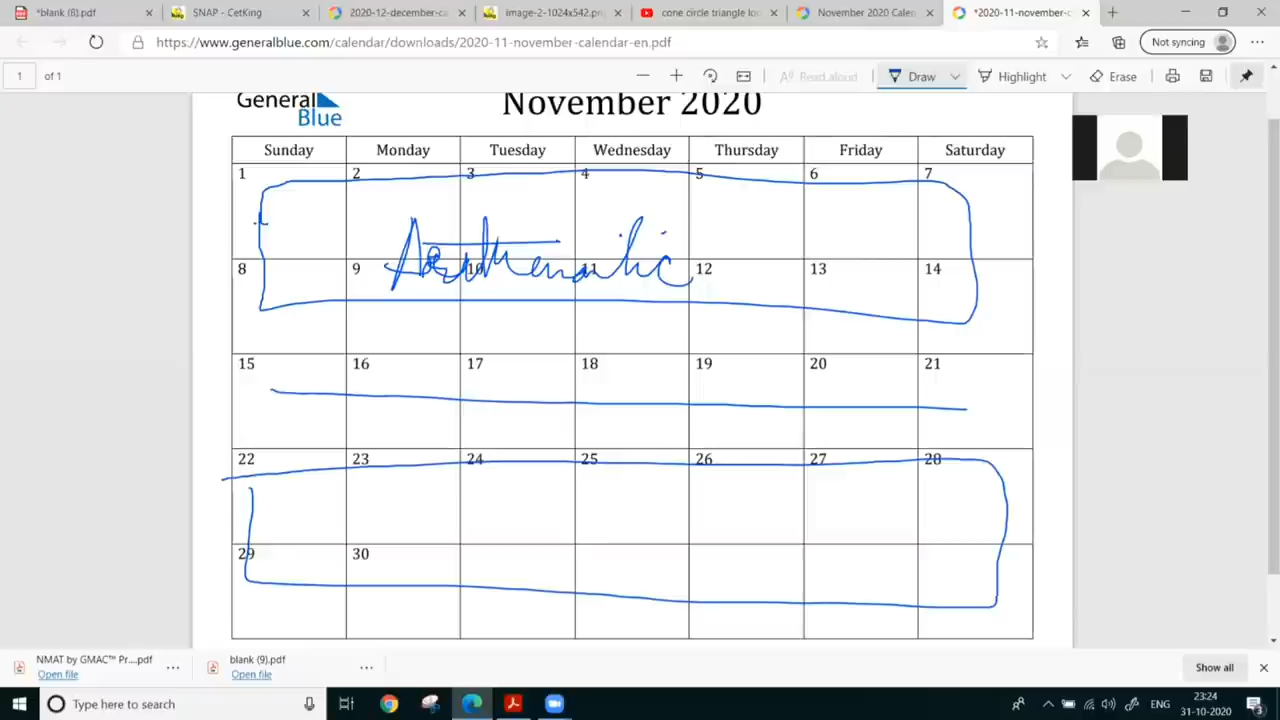 *blank (8).pdf
SNAP - CetKing
2020-12-december-ca
image-2-1024x542.pn
cone circle triangle loo
November 2020 Calen
*2020-11-november-c
https://www.generalblue.com/calendar/downloads/2020-11-november-calendar-en.pdf
Not syncing
1 of 1
Read aloud
Draw
Highlight
Erase
General Blue
November 2020
Sunday Monday Tuesday Wednesday Thursday Friday Saturday
1 2 3 4 5 6 7
8 9 10 11 12 13 14
15 16 17 18 19 20 21
22 23 24 25 26 27 28
29 30
NMAT by GMAC™ Pr....pdf
Open file
blank (9).pdf
Open file
Show all
Type here to search
ENG
23:24
31-10-2020
3